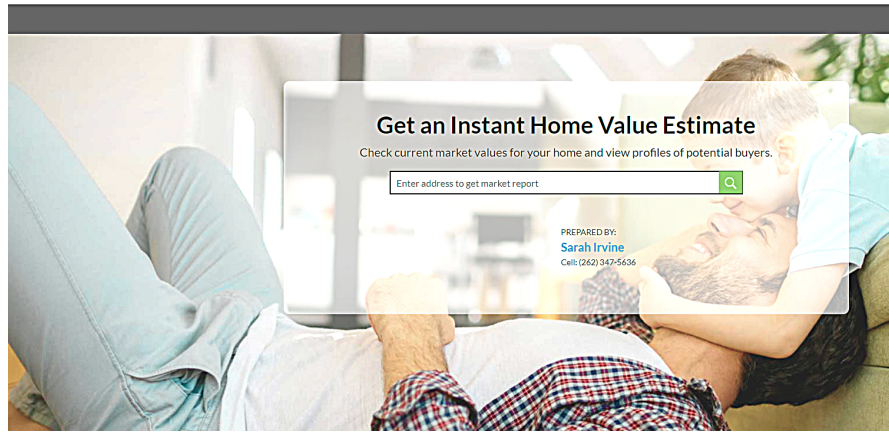 Get an Instant Home Value Estimate
Check current market values for your home and view profiles of potential buyers.
Enter address to get market report
PREPARED BY:
Sarah Irvine
Cell: (262) 347-5636